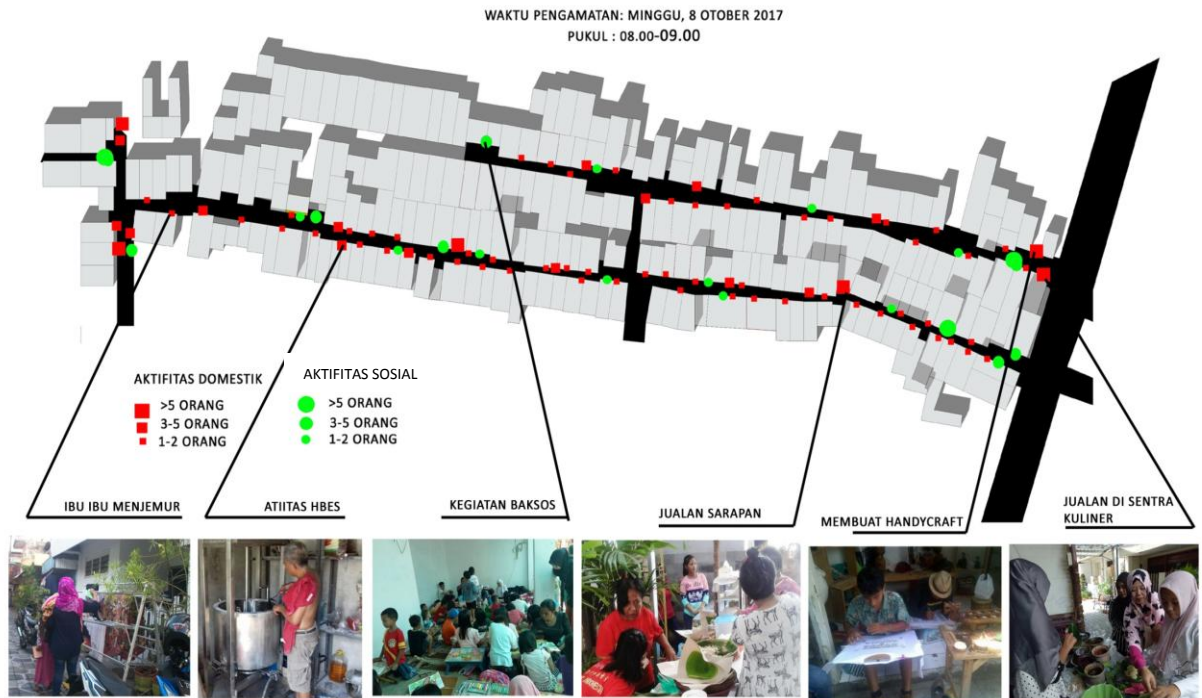 WAKTU PENGAMATAN: MINGGU, 8 OTOBER 2017
PUKUL : 08.00-09.00
AKTIFITAS DOMESTIK
>5 ORANG
3-5 ORANG
1-2 ORANG
AKTIFITAS SOSIAL
>5 ORANG
3-5 ORANG
1-2 ORANG
IBU IBU MENJEMUR
ATIITAS HBES
KEGIATAN BAKSOS
JUALAN SARAPAN
MEMBUAT HANDYCRAFT
JUALAN DI SENTRA
KULINER